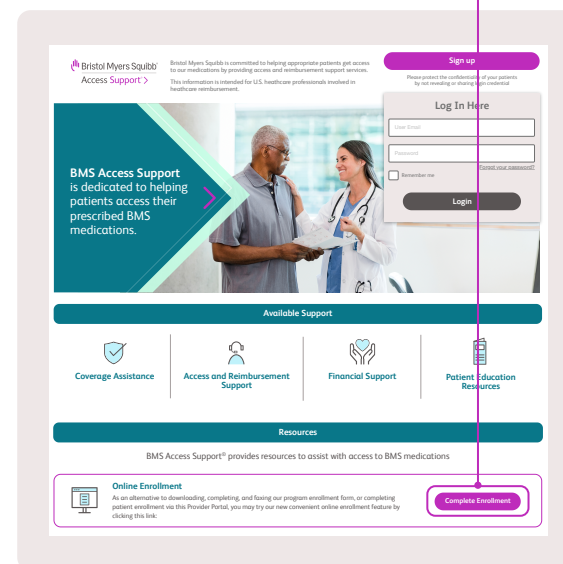 Bristol Myers Squibb
Access Support
Bristol Myers Squibb is committed to helping appropriate patients get access
to our medications by providing access and reimbursement support services.
This information is intended for U.S. heathcare professionals involved in
heathcare reimbursement.
Sign up
Please protect the confidentiality of your patients
by not revealing or sharing login credential
Log In Here
User Email
Password
Forgot your password?
Remember me
Login
BMS Access Support
is dedicated to helping
patients access their
prescribed BMS
medications.
Available Support
Coverage Assistance
Access and Reimbursement
Support
Financial Support
Patient Education
Resources
Resources
BMS Access Support® provides resources to assist with access to BMS medications
Online Enrollment
As an alternative to downloading, completing, and faxing our program enrollment form, or completing
patient enrollment via this Provider Portal, you may try our new convenient online enrollment feature by
clicking this link:
Complete Enrollment